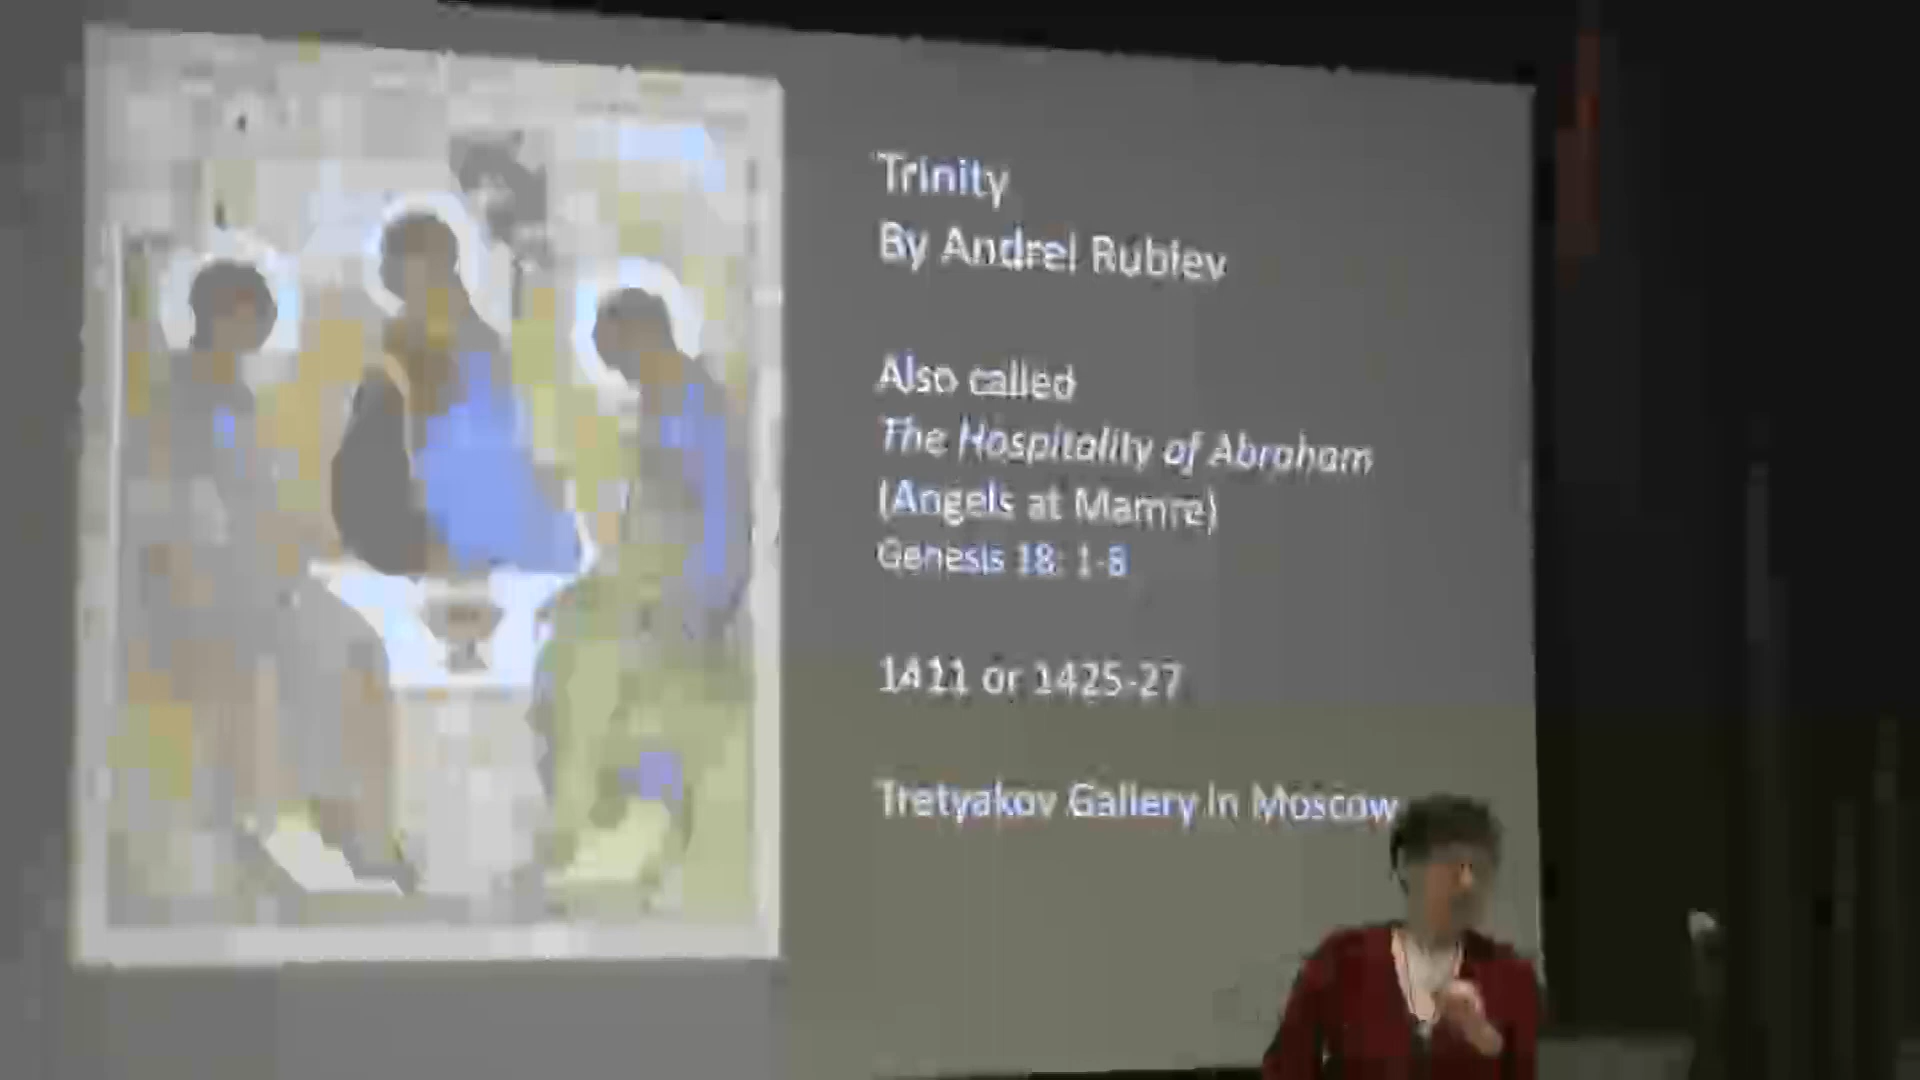 Trinity
By Andrei Rublev
Also called
The Hospitality of Abraham
(Angels at Mamre)
Genesis 18: 1-8
1411 or 1425-27
Tretyakov Gallery in Moscow